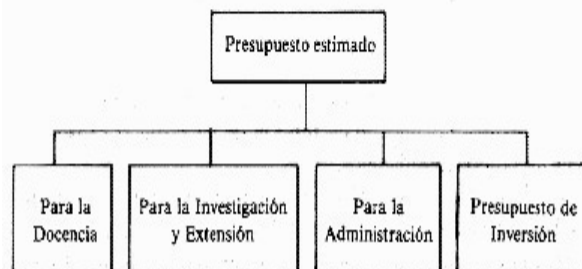 Presupuesto estimado
Para la
Docencia
Para la Investigación
y Extensión
Para la
Administración
Presupuesto de
Inversión